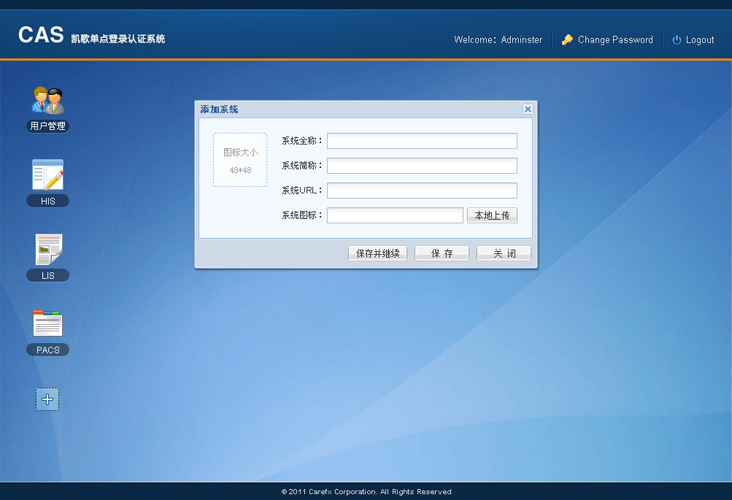 CAS 凯歌单点登录认证系统
Welcome: Adminster Change Password Logout
用户管理
HIS
LIS
PACS
添加系统
图标大小
48*48
系统全称：
系统简称：
系统URL：
系统图标：
本地上传
保存并继续 保 存 关 闭
© 2011 Carefx Corporation. All Rights Reserved